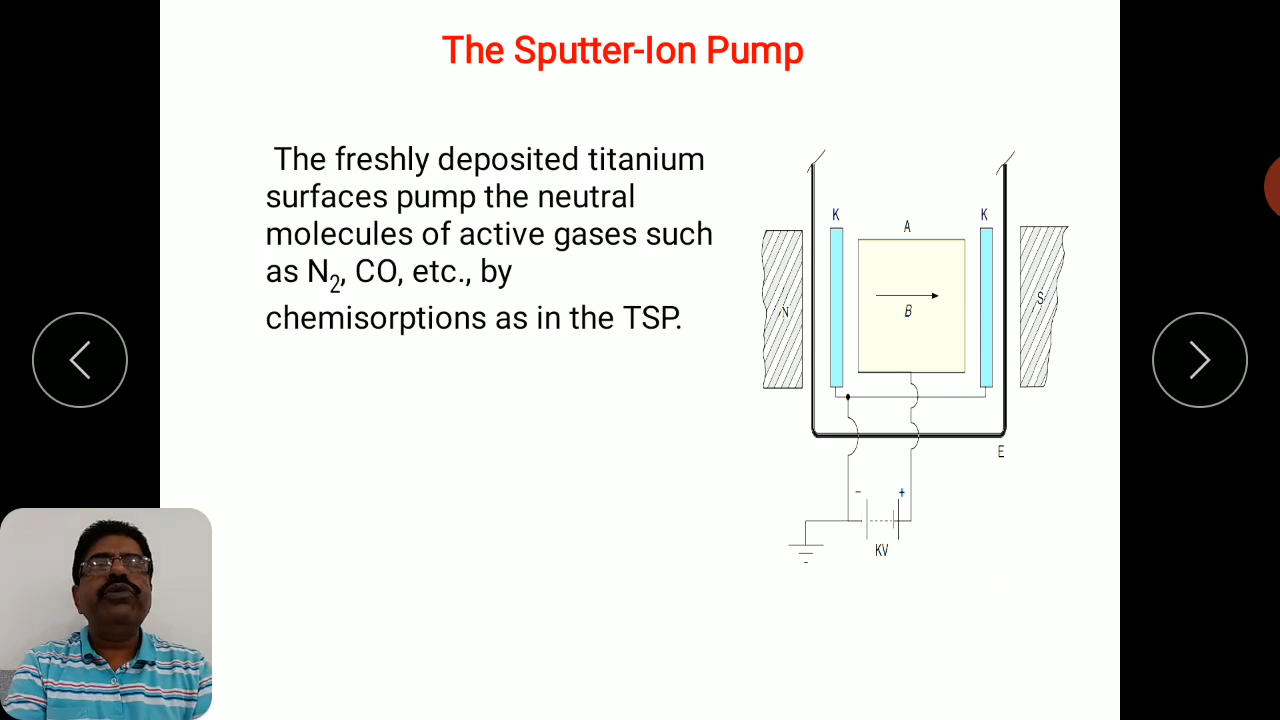 The Sputter-Ion Pump
The freshly deposited titanium
surfaces pump the neutral
molecules of active gases such
as N₂, CO, etc., by
chemisorptions as in the TSP.
K
K
A
B
N
S
E
− +
KV